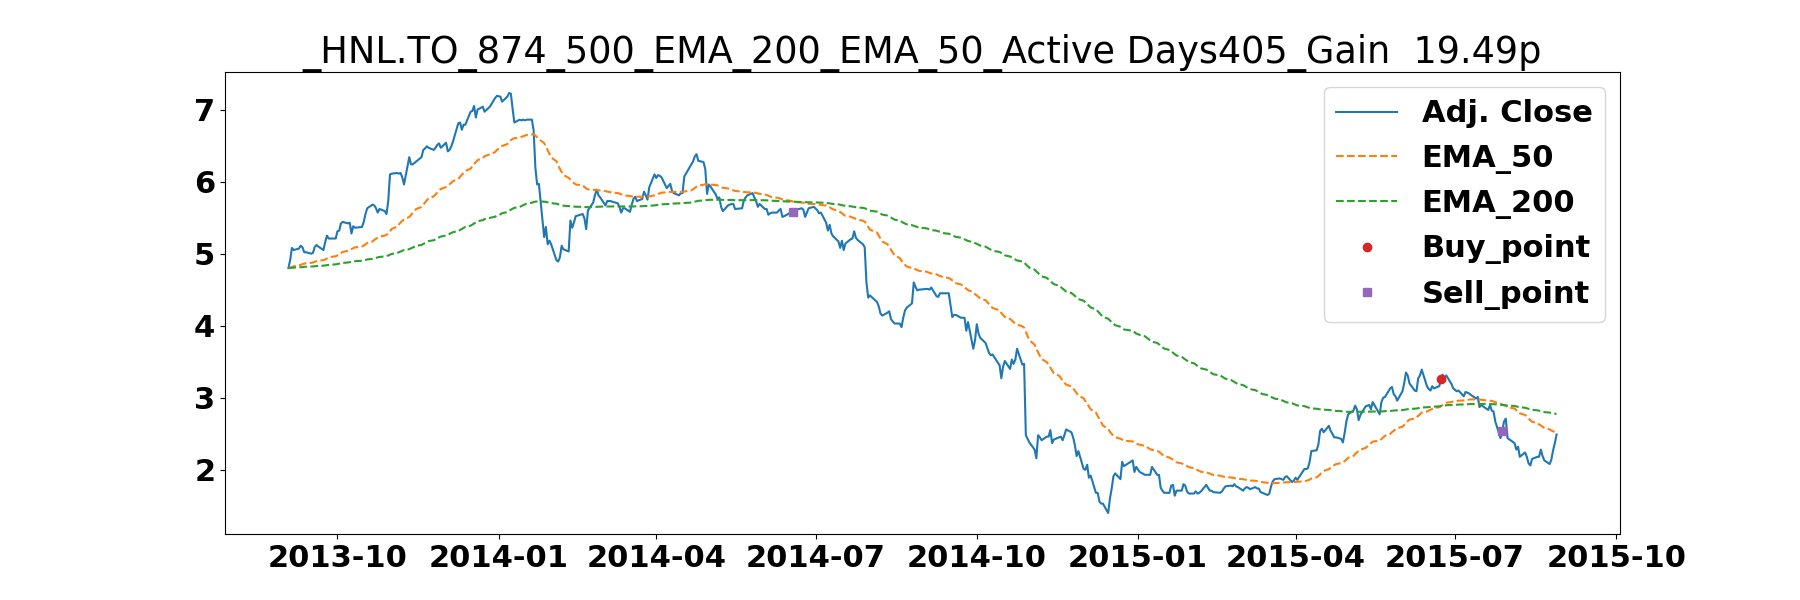 _HNL.TO_874_500_EMA_200_EMA_50_Active Days405_Gain  19.49p
7
6
5
4
3
2
Adj. Close
EMA_50
EMA_200
Buy_point
Sell_point
2013-10 2014-01 2014-04 2014-07 2014-10 2015-01 2015-04 2015-07 2015-10